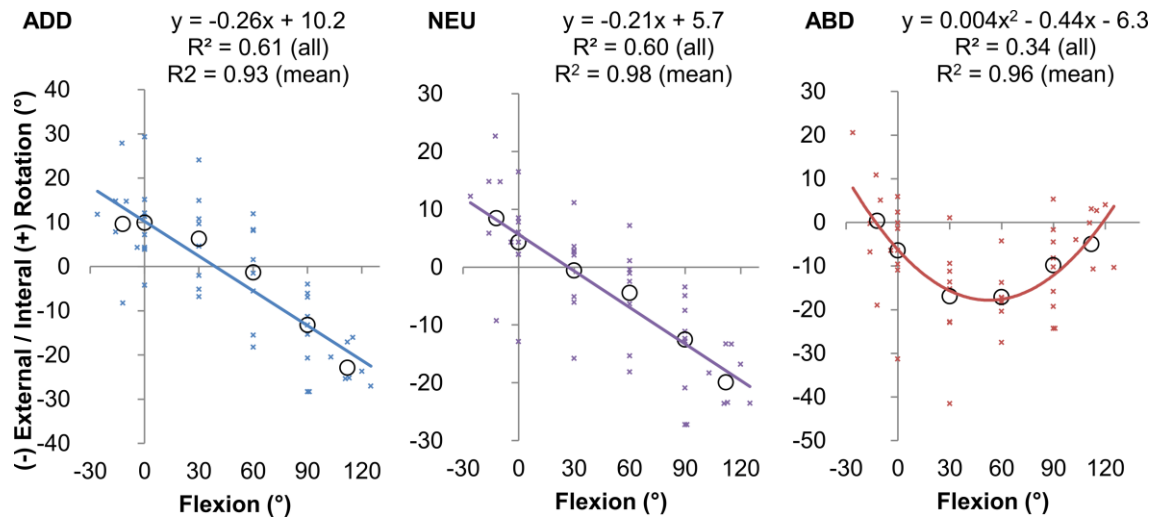 ADD
y = -0.26x + 10.2
R² = 0.61 (all)
R2 = 0.93 (mean)
NEU
y = -0.21x + 5.7
R² = 0.60 (all)
R² = 0.98 (mean)
ABD
y = 0.004x² - 0.44x - 6.3
R² = 0.34 (all)
R² = 0.96 (mean)
(-) External / Interal (+) Rotation (°)
40
30
20
10
0
-10
-20
-30
-40
-30 0 30 60 90 120
Flexion (°)
30
20
10
0
-10
-20
-30
-30 0 30 60 90 120
Flexion (°)
30
20
10
0
-10
-20
-30
-40
-50
-30 0 30 60 90 120
Flexion (°)